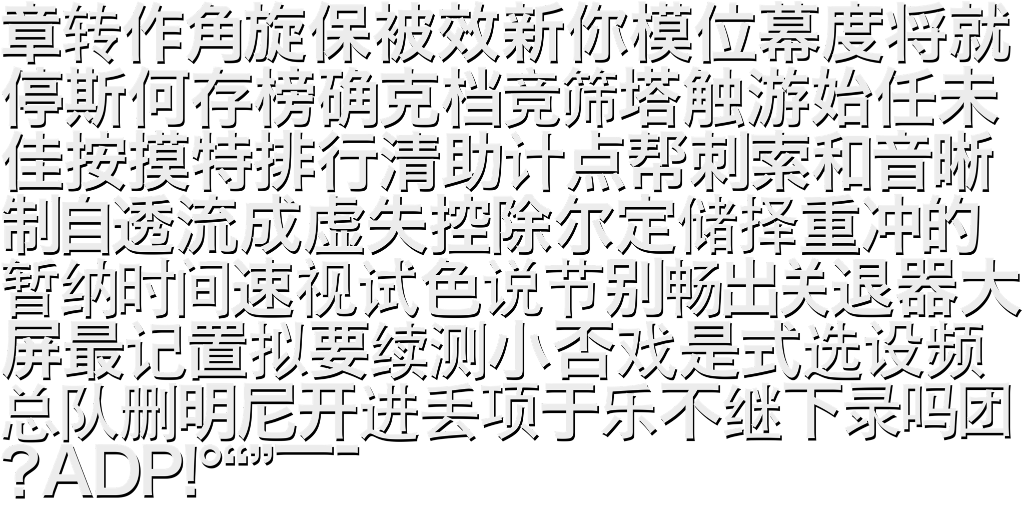 章转作角旋保被效新你模位幕度将就
停斯何存榜确克档竞筛塔触游始任未
佳按摸特排行清助计点帮刺索和音晰
制自透流成虚失控除尔定储择重冲的
暂纳时间速视试色说节别畅出关退器大
屏最记置拟要续测小否戏是式选设频
总队删明尼开进丢项于乐不继下录吗团
?ADP!°“”一-